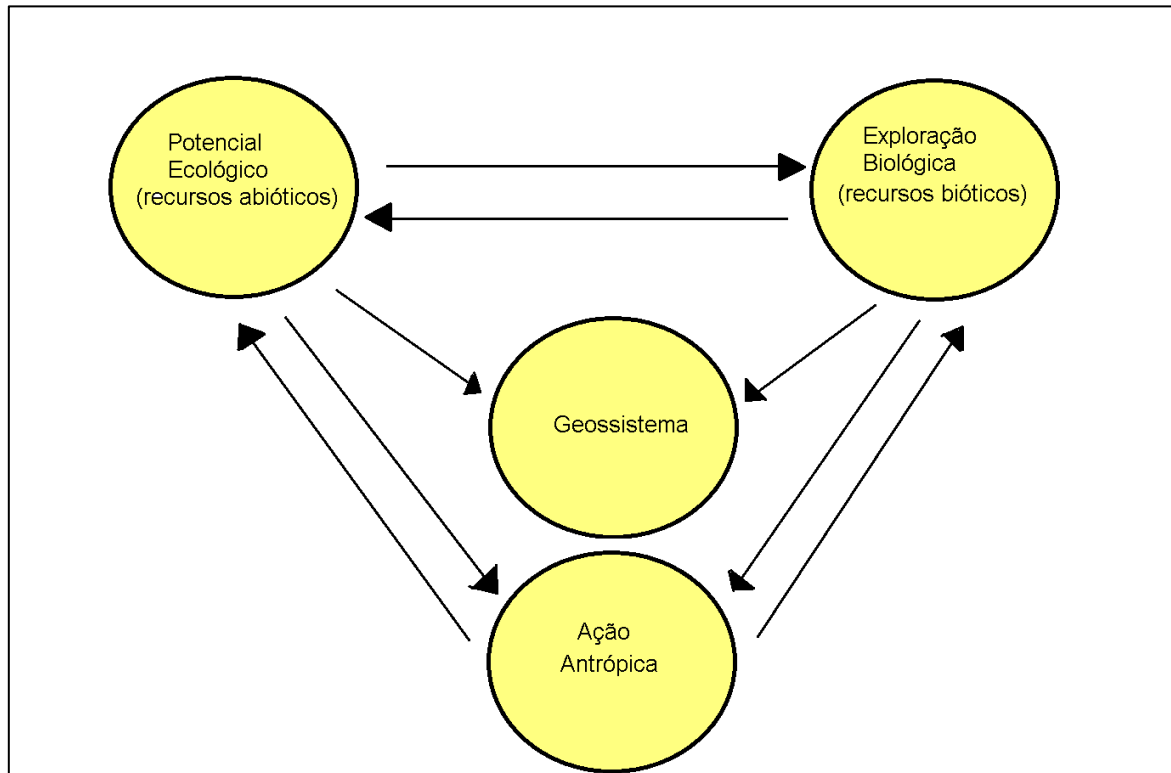 Potencial
Ecológico
(recursos abióticos)
Exploração
Biológica
(recursos bióticos)
Geossistema
Ação
Antrópica